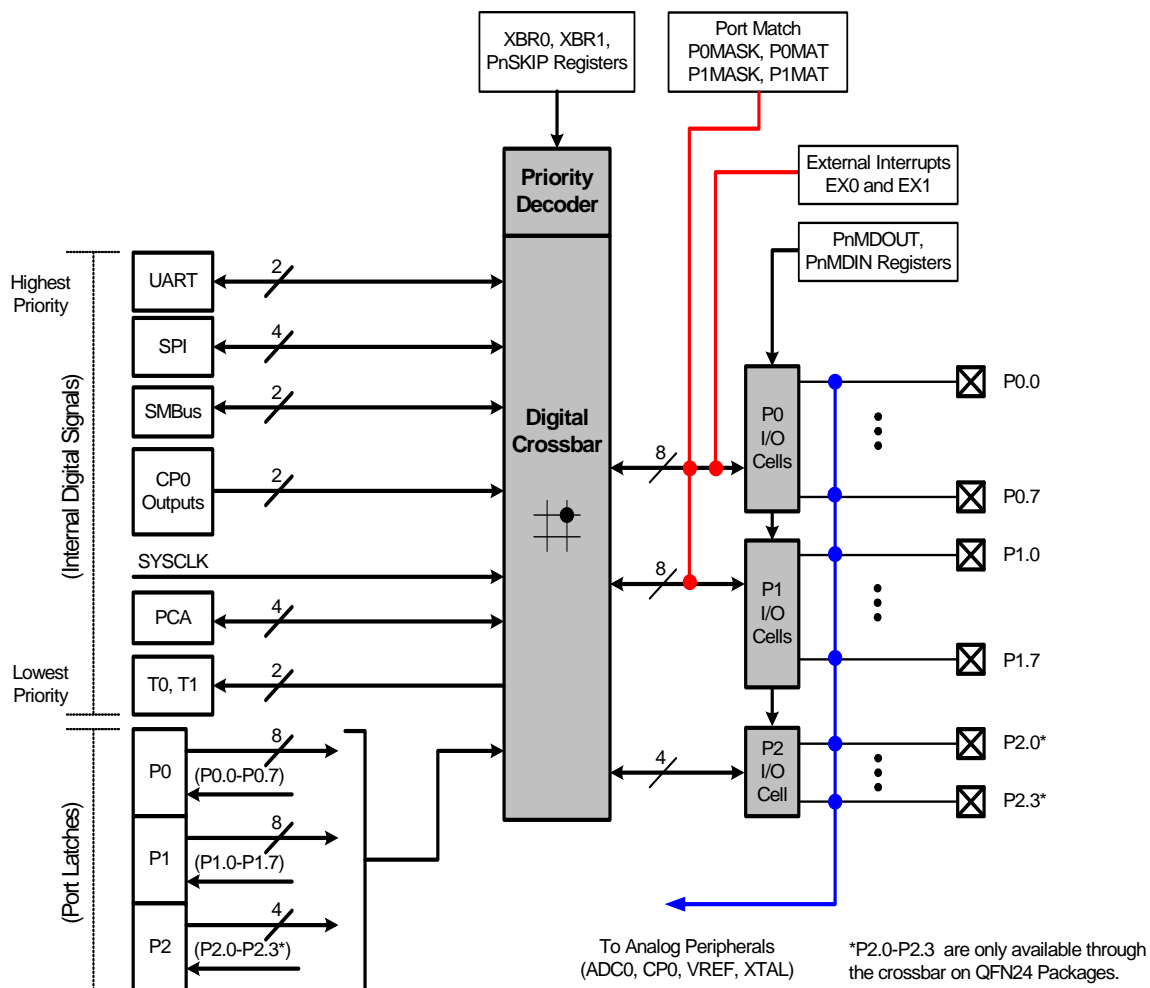 XBR0, XBR1,
PnSKIP Registers
Port Match
P0MASK, P0MAT
P1MASK, P1MAT
External Interrupts
EX0 and EX1
Priority
Decoder
PnMDOUT,
PnMDIN Registers
Highest
Priority
(Internal Digital Signals)
UART
2
SPI
4
SMBus
2
CP0
Outputs
2
SYSCLK
PCA
4
Lowest
Priority
T0, T1
2
Digital
Crossbar
8
8
4
P0
I/O
Cells
P1
I/O
Cells
P2
I/O
Cell
P0.0
P0.7
P1.0
P1.7
P2.0*
P2.3*
(Port Latches)
P0
8
(P0.0-P0.7)
P1
8
(P1.0-P1.7)
P2
4
(P2.0-P2.3*)
To Analog Peripherals
(ADC0, CP0, VREF, XTAL)
*P2.0-P2.3 are only available through
the crossbar on QFN24 Packages.